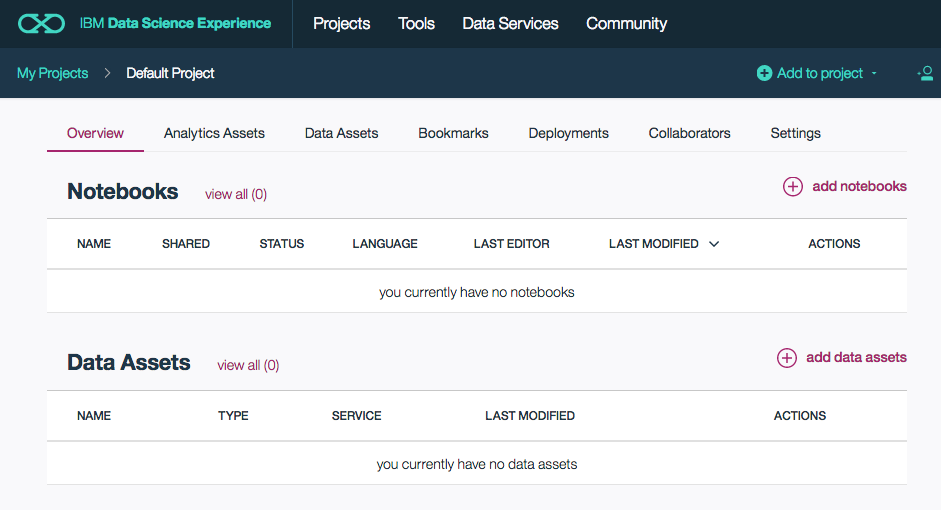 IBM Data Science Experience Projects Tools Data Services Community
My Projects > Default Project Add to project
Overview Analytics Assets Data Assets Bookmarks Deployments Collaborators Settings
Notebooks view all (0) add notebooks
NAME SHARED STATUS LANGUAGE LAST EDITOR LAST MODIFIED ACTIONS
you currently have no notebooks
Data Assets view all (0) add data assets
NAME TYPE SERVICE LAST MODIFIED ACTIONS
you currently have no data assets